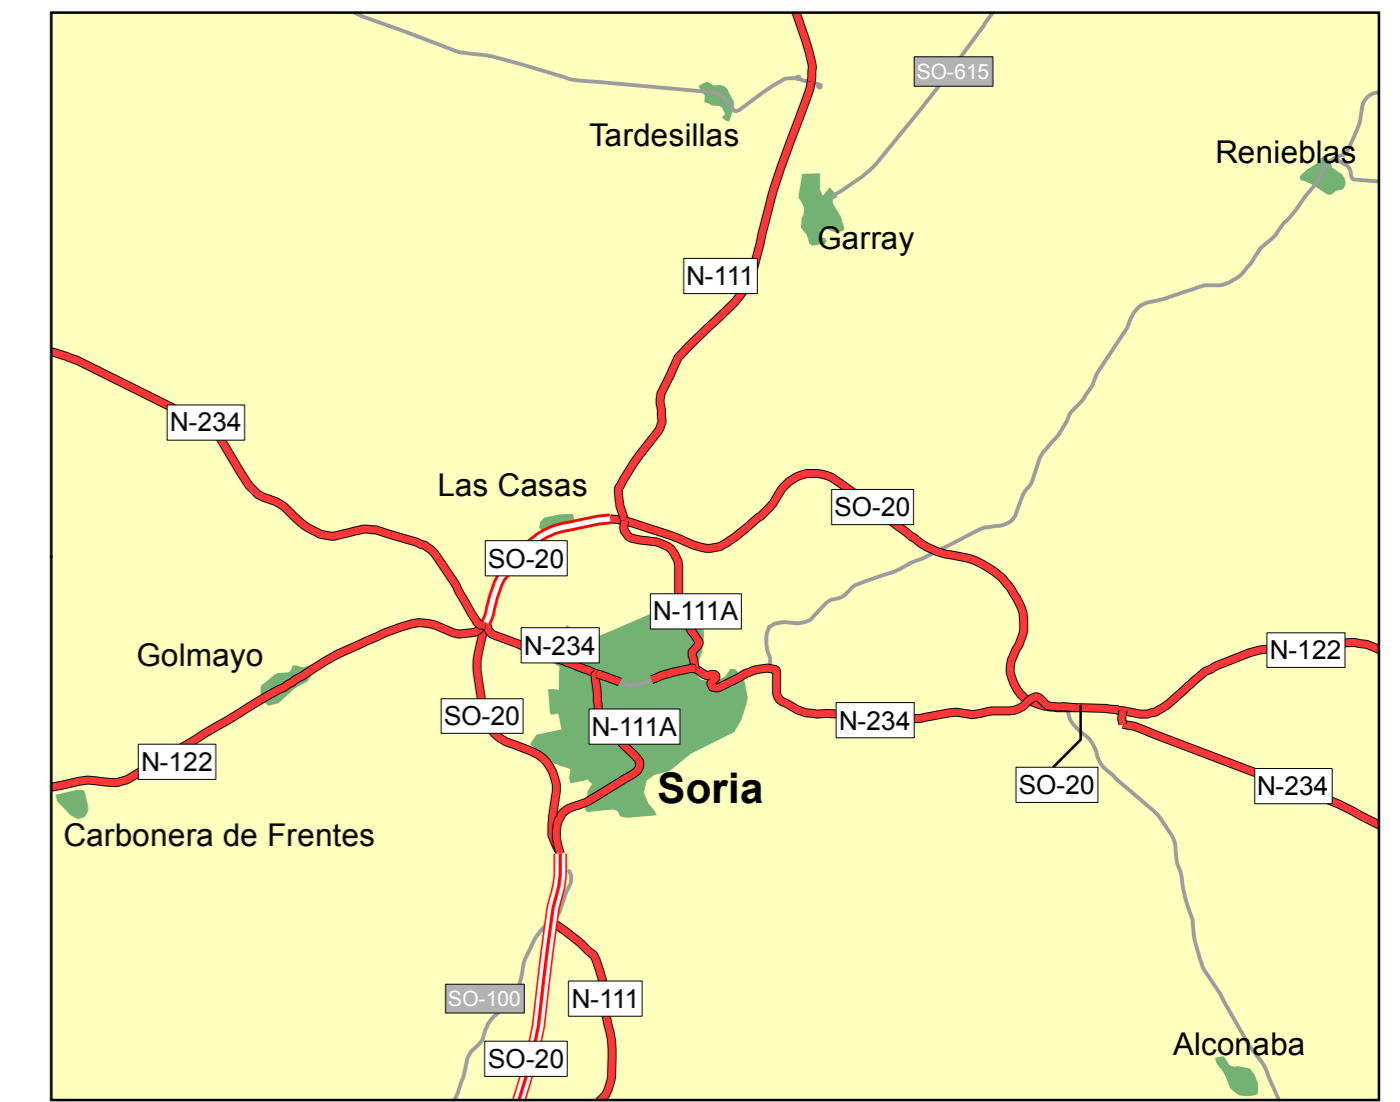 SO-615
Tardesillas
Renieblas
Garray
N-111
N-234
Las Casas
SO-20
SO-20
N-111A
N-234
N-122
Golmayo
SO-20
N-111A
N-234
N-122
SO-20
N-234
Soria
Carbonera de Frentes
SO-100
N-111
Alconaba
SO-20